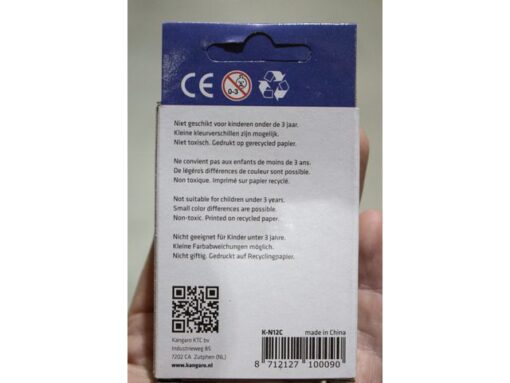 CE 0-3
Niet geschikt voor kinderen onder de 3 jaar.
Kleine kleurverschillen zijn mogelijk.
Niet toxisch. Gedrukt op gerecycled papier.
Ne convient pas aux enfants de moins de 3 ans.
De légéros différences de couleur sont possible.
Non toxique. Imprimé sur papier recyclé.
Not suitable for children under 3 years.
Small color differences are possible.
Non-toxic. Printed on recycled paper.
Nicht geeignet für Kinder unter 3 Jahre.
Kleine Farbabweichungen möglich.
Nicht giftig. Gedruckt auf Recyclingpapier.
K-N12C made in China
Kangaro KTC bv
Industrieweg 85
7202 CA Zutphen (NL)
www.kangaro.nl
8 712127 100090